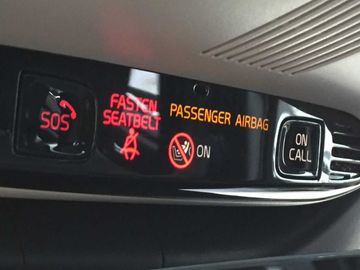 SOS
FASTEN
SEATBELT
PASSENGER AIRBAG
ON
ON
CALL